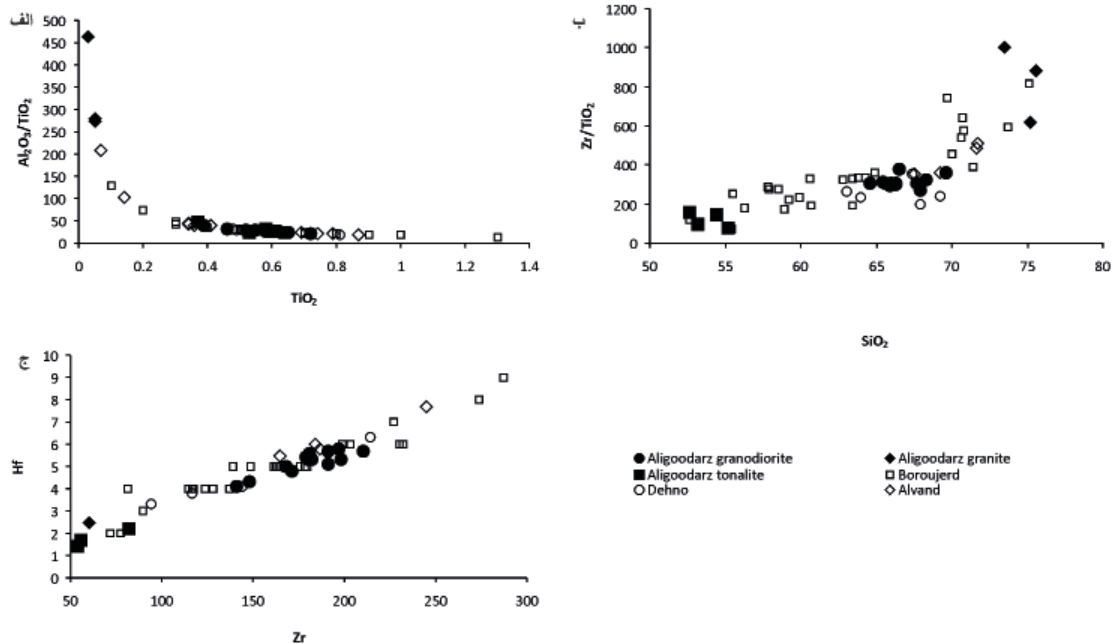 الف
500
450
400
350
300
250
200
150
100
50
0
Al₂O₃/TiO₂
0 0.2 0.4 0.6 0.8 1 1.2 1.4
TiO₂
ب
1200
1000
800
600
400
200
0
Zr/TiO₂
50 55 60 65 70 75 80
SiO₂
ج
10
9
8
7
6
5
4
3
2
1
0
Hf
50 100 150 200 250 300
Zr
Aligoodarz granodiorite Aligoodarz granite
Aligoodarz tonalite Boroujerd
Dehno Alvand